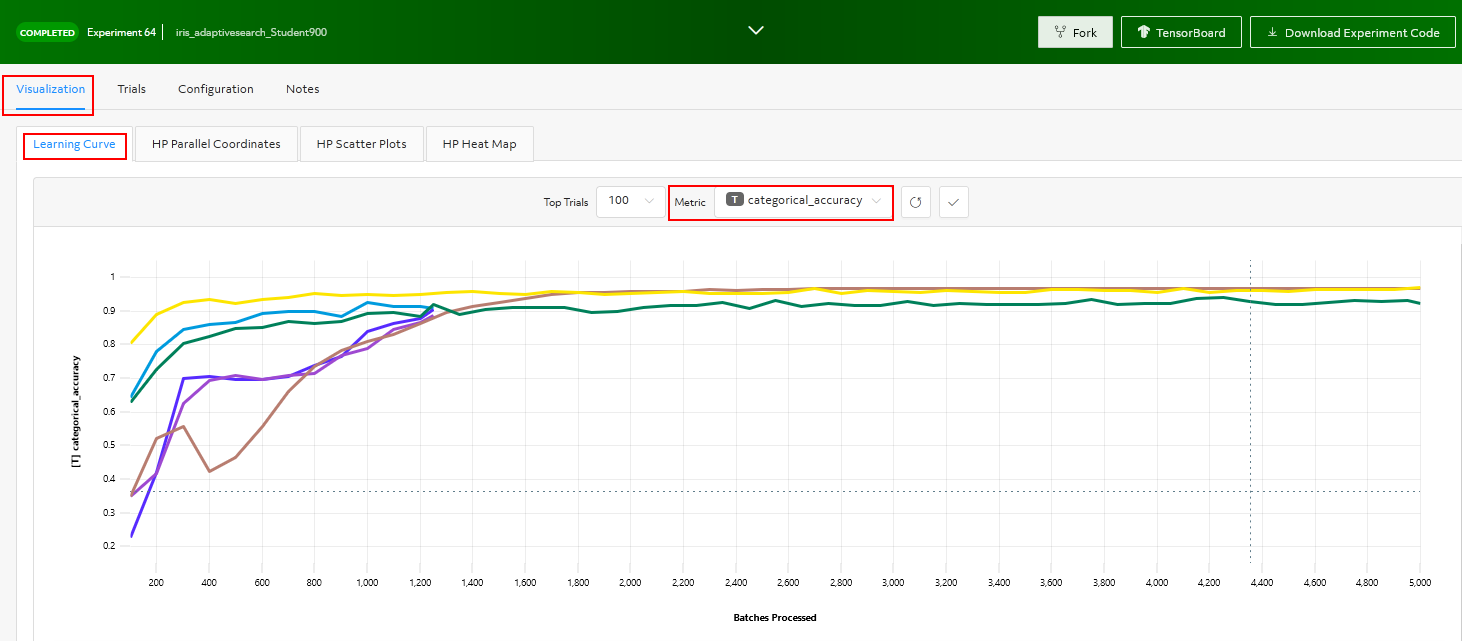 COMPLETED Experiment 64 iris_adaptivesearch_Student900 Fork TensorBoard Download Experiment Code
Visualization Trials Configuration Notes
Learning Curve HP Parallel Coordinates HP Scatter Plots HP Heat Map
Top Trials 100 Metric T categorical_accuracy
[T] categorical_accuracy
1
0.9
0.8
0.7
0.6
0.5
0.4
0.3
0.2
200 400 600 800 1,000 1,200 1,400 1,600 1,800 2,000 2,200 2,400 2,600 2,800 3,000 3,200 3,400 3,600 3,800 4,000 4,200 4,400 4,600 4,800 5,000
Batches Processed